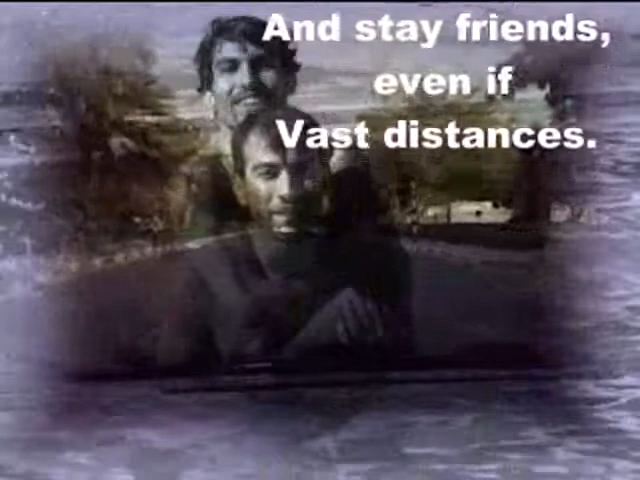 And stay friends,
even if
Vast distances.